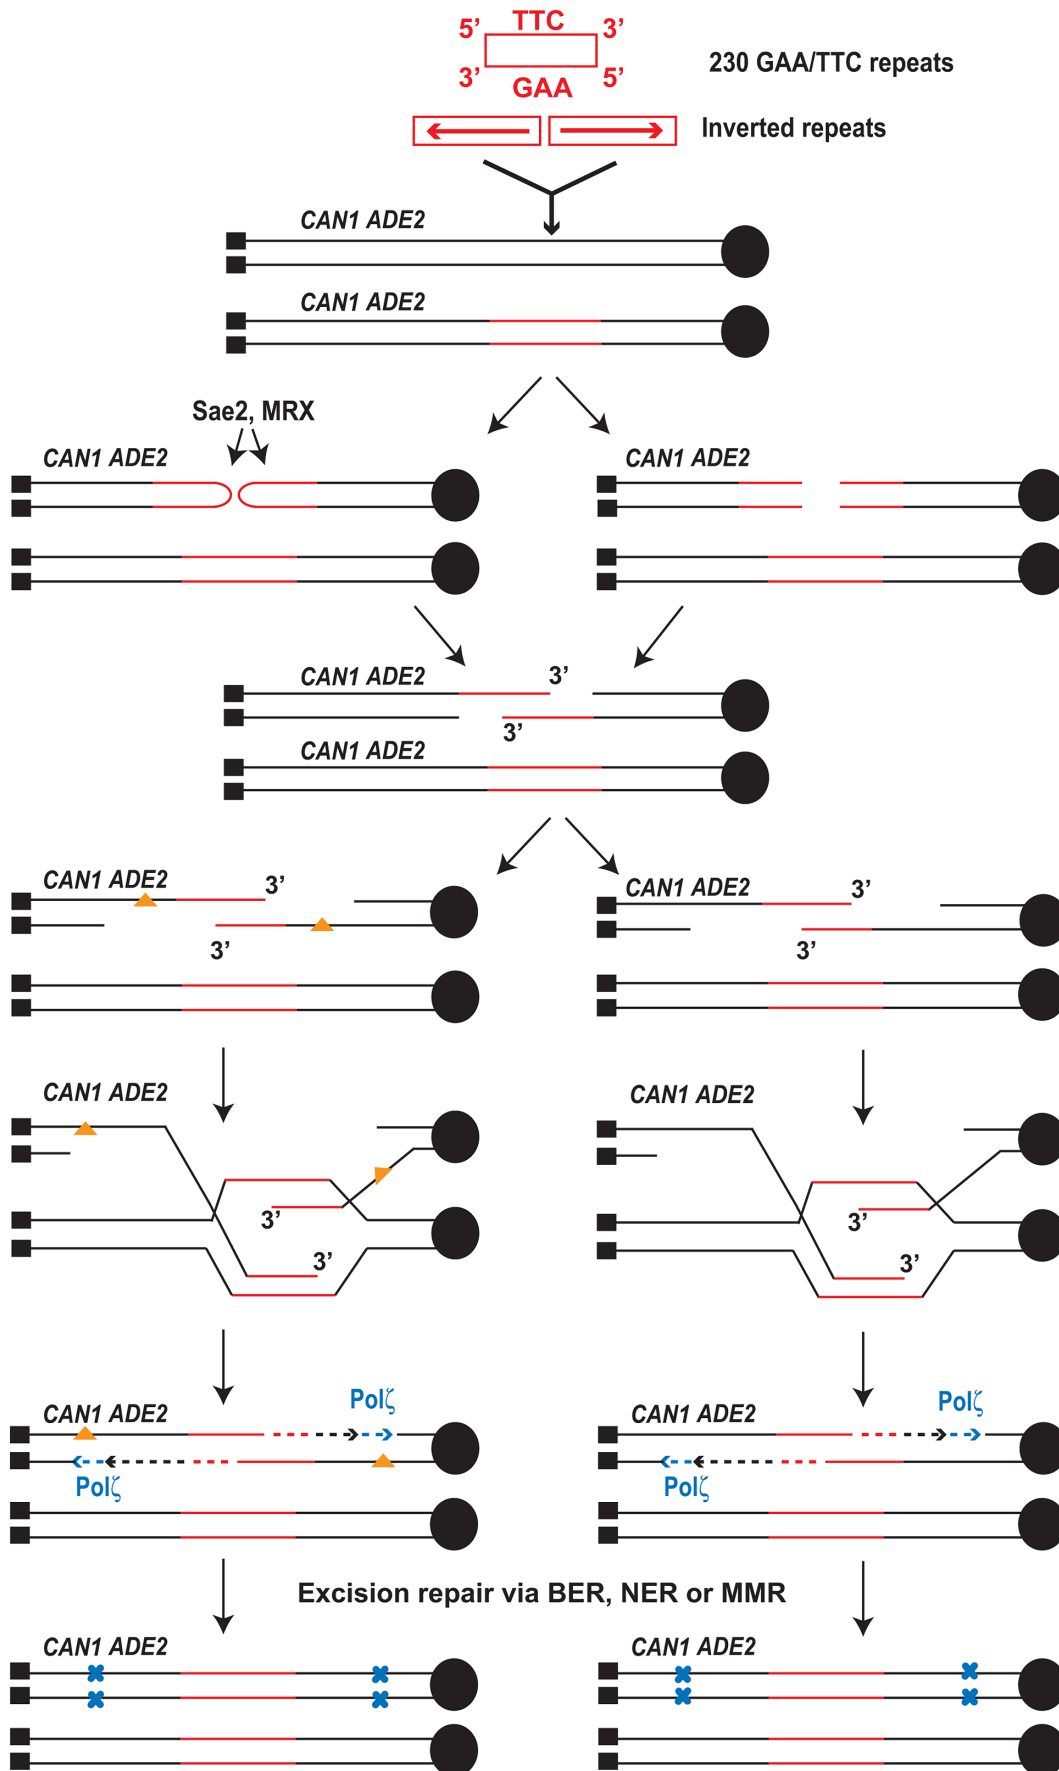 5’ TTC 3’
230 GAA/TTC repeats
3’ GAA 5’
Inverted repeats
CAN1 ADE2
CAN1 ADE2
Sae2, MRX
CAN1 ADE2
CAN1 ADE2
CAN1 ADE2 3’
3’
CAN1 ADE2
CAN1 ADE2 3’
3’
CAN1 ADE2 3’
3’
CAN1 ADE2
3’
3’
CAN1 ADE2
3’
3’
CAN1 ADE2 Polζ
Polζ
CAN1 ADE2 Polζ
Polζ
Excision repair via BER, NER or MMR
CAN1 ADE2
CAN1 ADE2